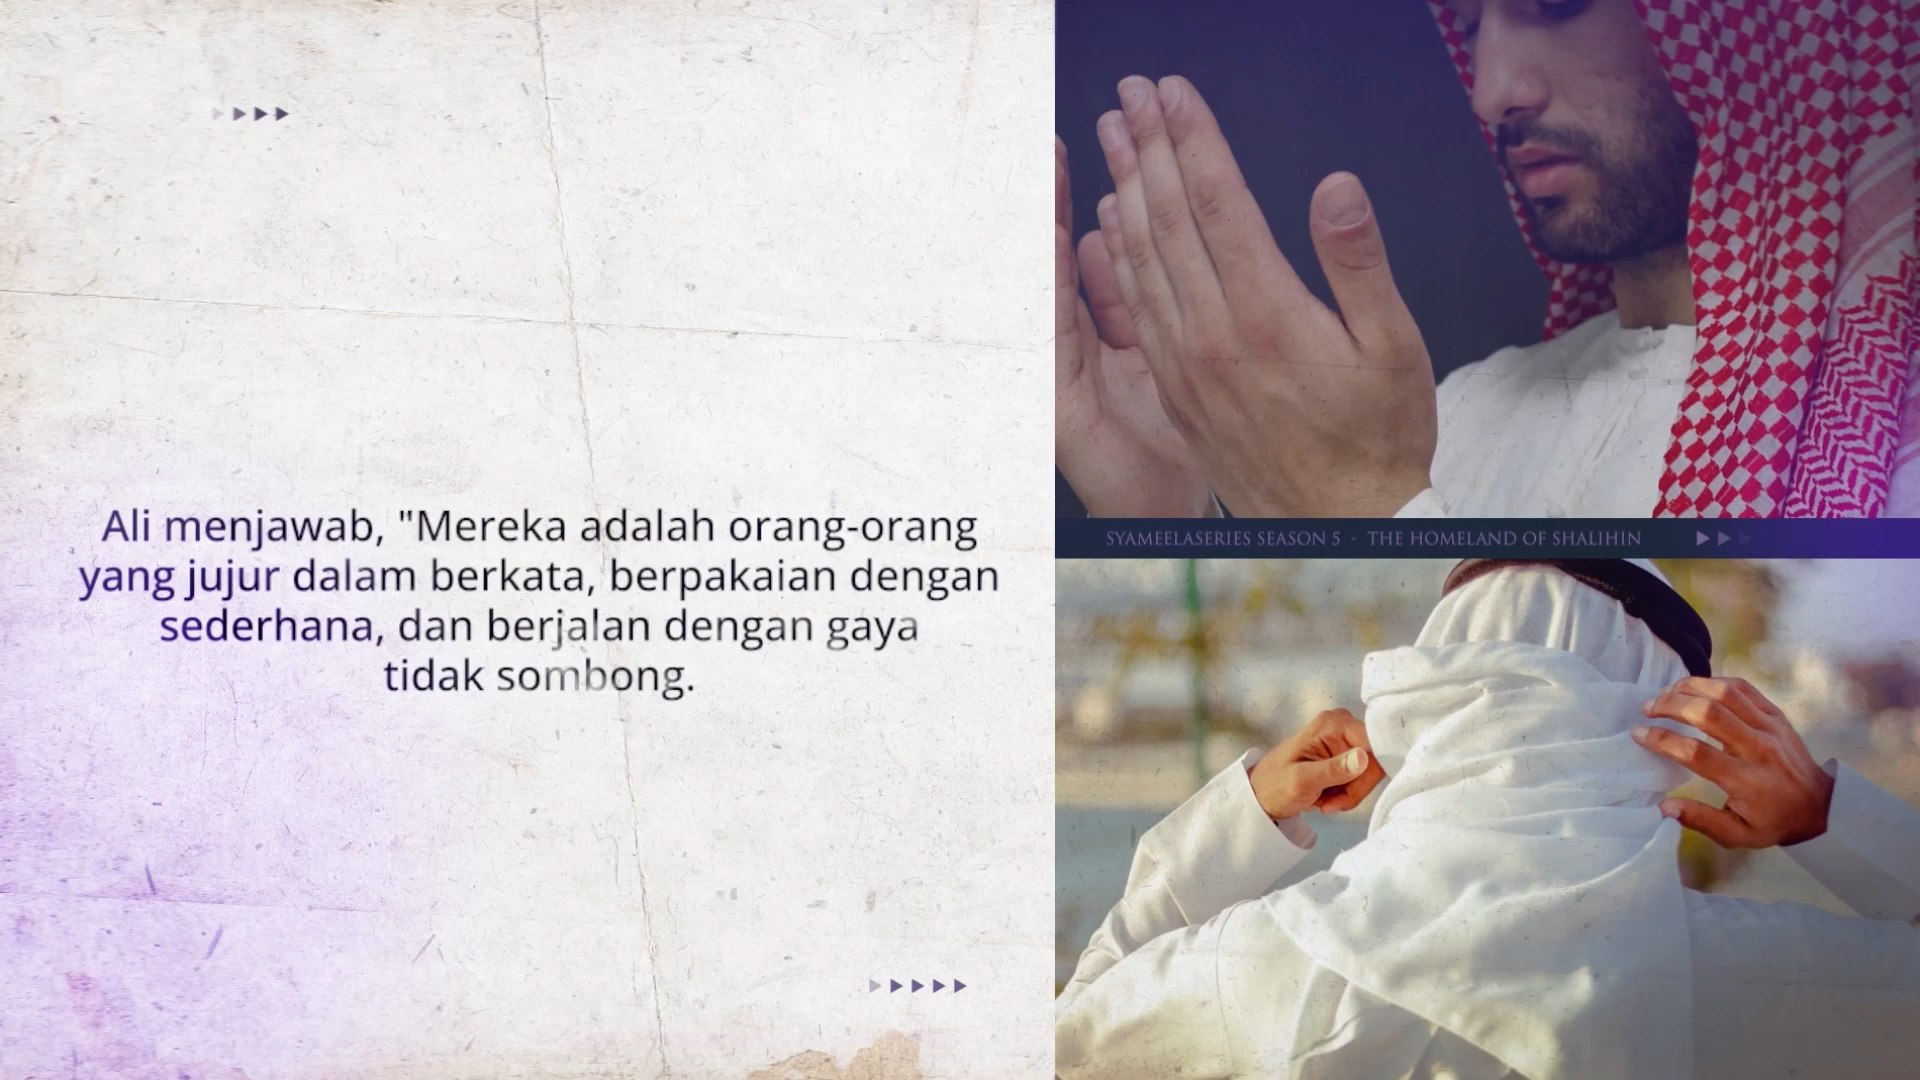 Ali menjawab, "Mereka adalah orang-orang
yang jujur dalam berkata, berpakaian dengan
sederhana, dan berjalan dengan gaya
tidak sombong.
SYAMEELASERIES SEASON 5 - THE HOMELAND OF SHALIHIN